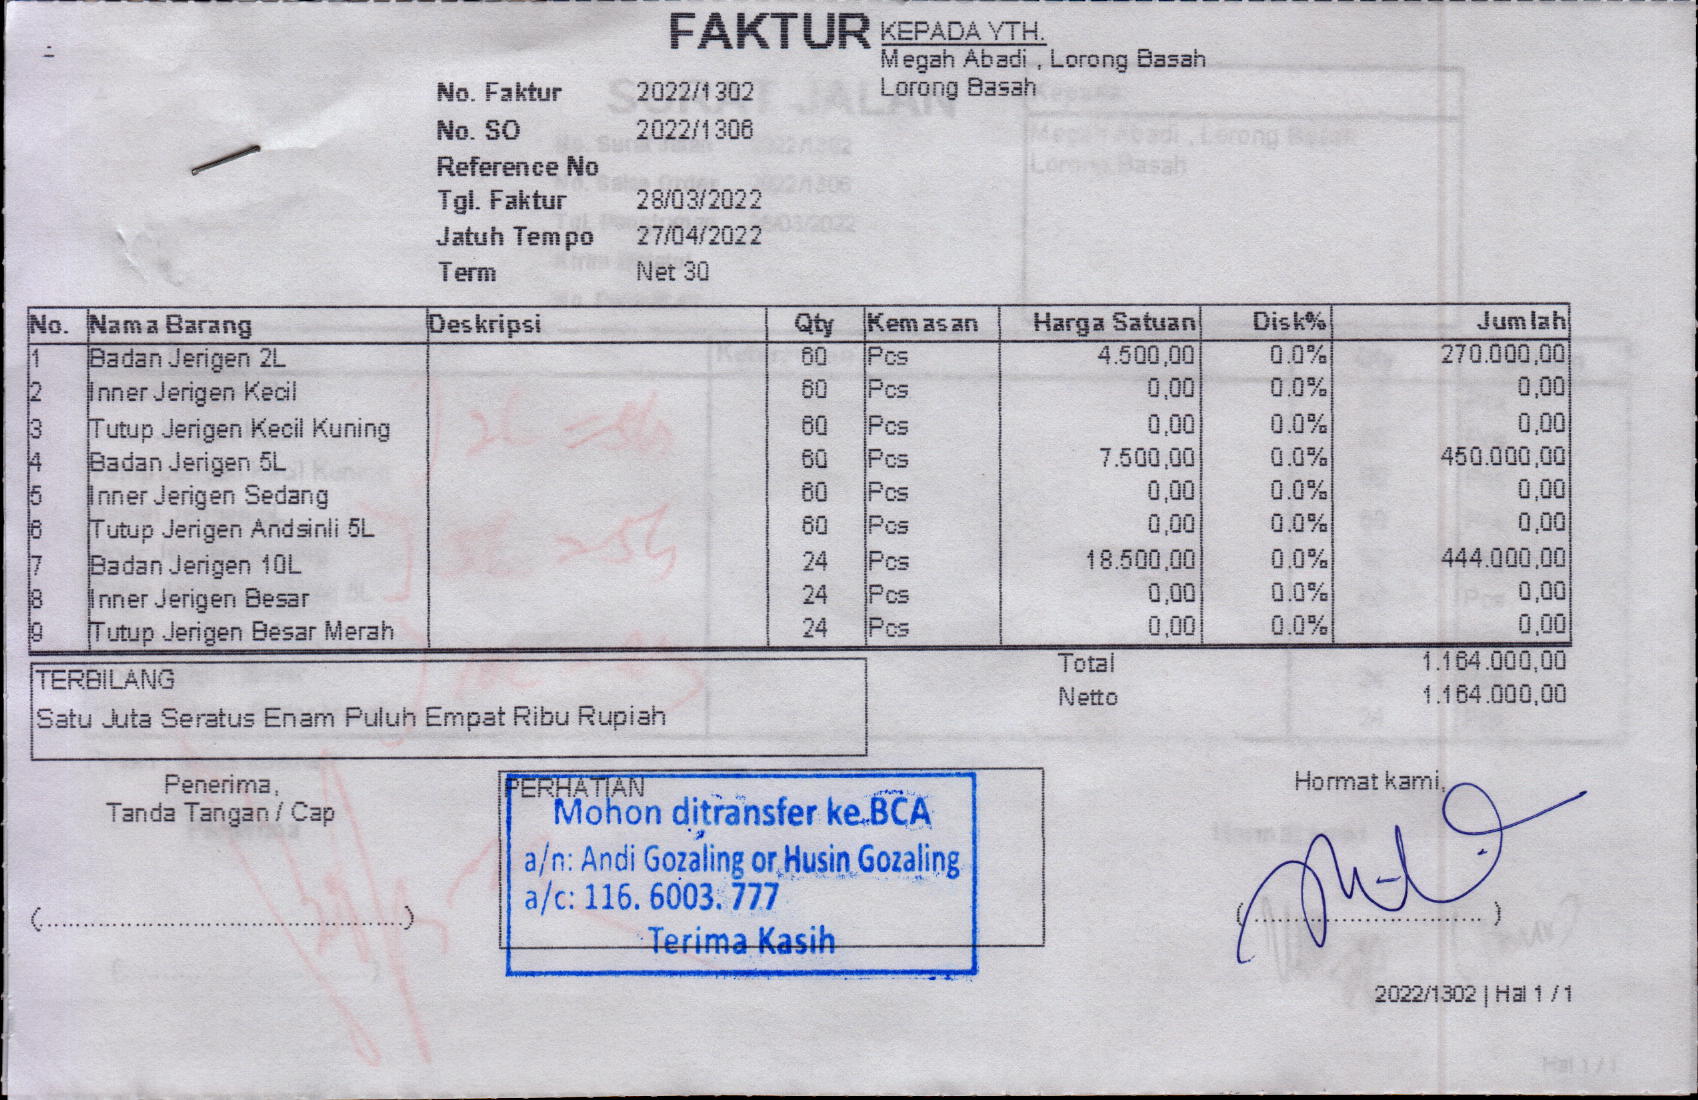 FAKTUR
KEPADA YTH.
Megah Abadi , Lorong Basah
Lorong Basah
No. Faktur 2022/1302
No. SO 2022/1306
Reference No
Tgl. Faktur 28/03/2022
Jatuh Tempo 27/04/2022
Term Net 30
No. Nama Barang Deskripsi Qty Kemasan Harga Satuan Disk% Jumlah
1 Badan Jerigen 2L 60 Pcs 4.500,00 0.0% 270.000,00
2 Inner Jerigen Kecil 60 Pcs 0,00 0.0% 0,00
3 Tutup Jerigen Kecil Kuning 60 Pcs 0,00 0.0% 0,00
4 Badan Jerigen 5L 60 Pcs 7.500,00 0.0% 450.000,00
5 Inner Jerigen Sedang 60 Pcs 0,00 0.0% 0,00
6 Tutup Jerigen Andsinli 5L 60 Pcs 0,00 0.0% 0,00
7 Badan Jerigen 10L 24 Pcs 18.500,00 0.0% 444.000,00
8 Inner Jerigen Besar 24 Pcs 0,00 0.0% 0,00
9 Tutup Jerigen Besar Merah 24 Pcs 0,00 0.0% 0,00
Total 1.164.000,00
Netto 1.164.000,00
TERBILANG
Satu Juta Seratus Enam Puluh Empat Ribu Rupiah
Penerima,
Tanda Tangan / Cap
(........................................)
PERHATIAN
Mohon ditransfer ke.BCA
a/n: Andi Gozaling or Husin Gozaling
a/c: 116. 6003. 777
Terima Kasih
Hormat kami,
(........................................)
2022/1302 | Hal 1 / 1